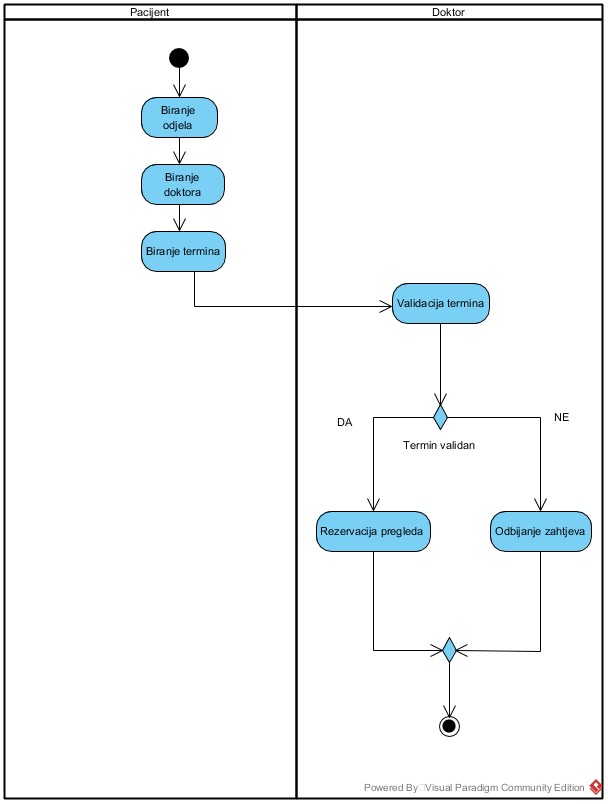 Pacijent
Doktor
Biranje
odjela
Biranje
doktora
Biranje termina
Validacija termina
DA
NE
Termin validan
Rezervacija pregleda
Odbijanje zahtjeva
Powered By Visual Paradigm Community Edition